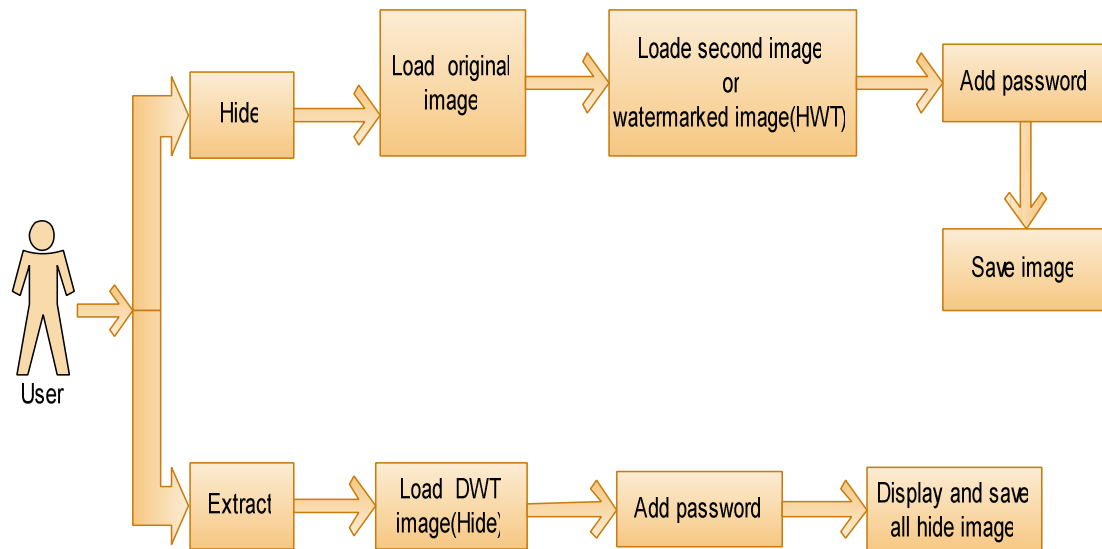 Hide
Load original
image
Loade second image
or
watermarked image(HWT)
Add password
Save image
User
Extract
Load DWT
image(Hide)
Add password
Display and save
all hide image